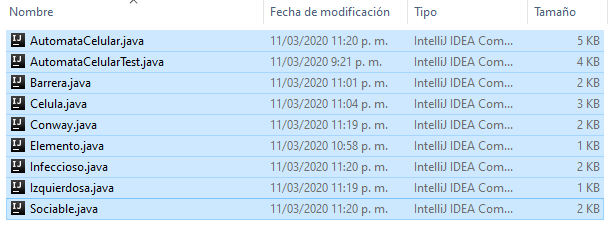 Nombre Fecha de modificación Tipo Tamaño
AutomataCelular.java 11/03/2020 11:20 p. m. IntelliJ IDEA Com... 5 KB
AutomataCelularTest.java 11/03/2020 9:21 p. m. IntelliJ IDEA Com... 4 KB
Barrera.java 11/03/2020 11:01 p. m. IntelliJ IDEA Com... 2 KB
Celula.java 11/03/2020 11:04 p. m. IntelliJ IDEA Com... 3 KB
Conway.java 11/03/2020 11:19 p. m. IntelliJ IDEA Com... 2 KB
Elemento.java 11/03/2020 10:58 p. m. IntelliJ IDEA Com... 1 KB
Infeccioso.java 11/03/2020 11:20 p. m. IntelliJ IDEA Com... 2 KB
Izquierdosa.java 11/03/2020 11:19 p. m. IntelliJ IDEA Com... 1 KB
Sociable.java 11/03/2020 11:20 p. m. IntelliJ IDEA Com... 2 KB